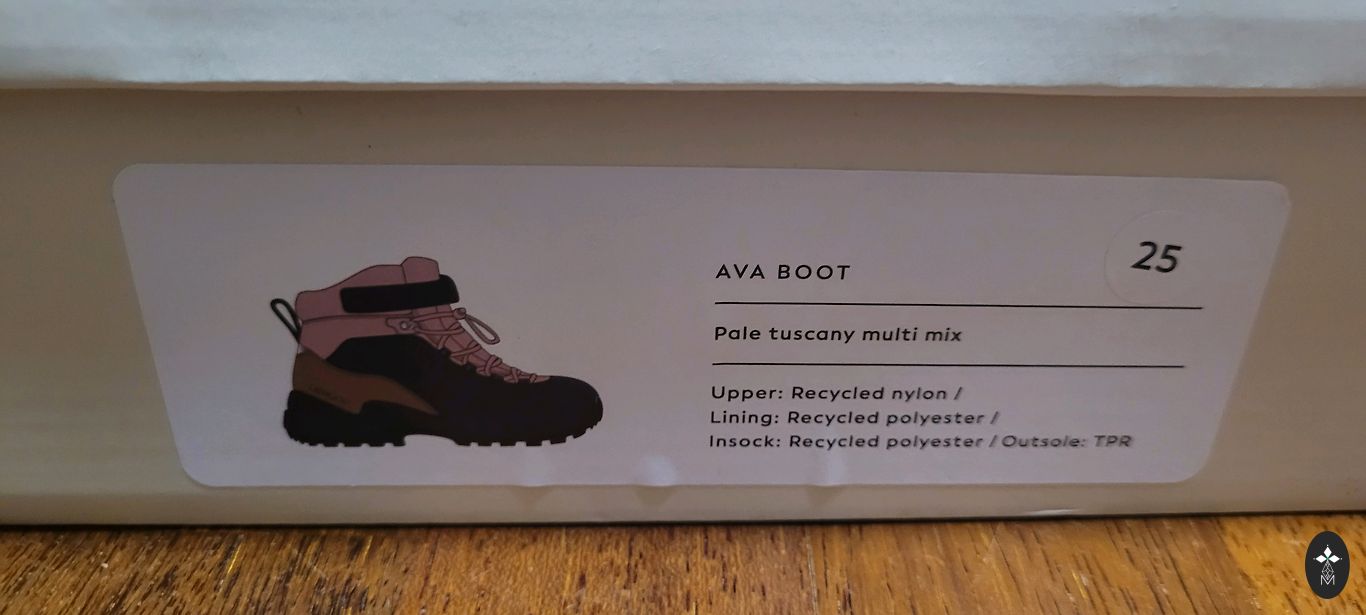 AVA BOOT
25
Pale tuscany multi mix
Upper: Recycled nylon /
Lining: Recycled polyester /
Insock: Recycled polyester / Outsole: TPR
M